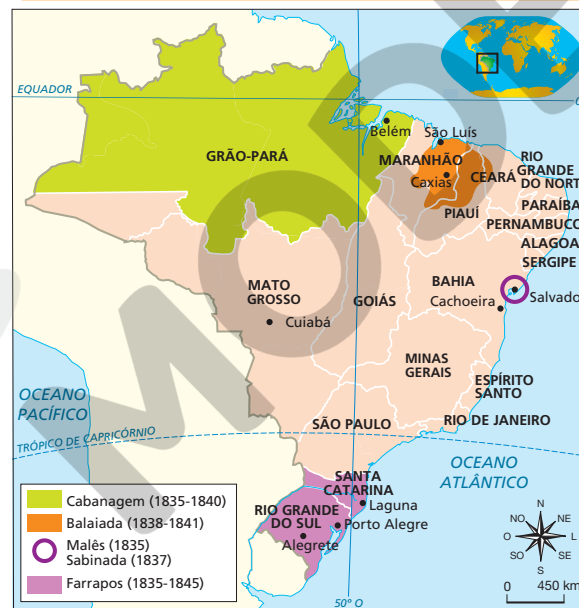 EQUADOR
0
Belém
São Luís
GRÃO-PARÁ
MARANHÃO
Caxias
CEARÁ
RIO
GRANDE
DO NORT
PIAUÍ
PARAÍBA
PERNAMBUCO
ALAGOA
SERGIPE
MATO
GROSSO
Cuiabá
GOIÁS
BAHIA
Cachoeira
Salvado
MINAS
GERAIS
ESPÍRITO
SANTO
OCEANO
PACÍFICO
SÃO PAULO
RIO DE JANEIRO
TRÓPICO DE CAPRICÓRNIO
OCEANO
ATLÂNTICO
SANTA
CATARINA
Laguna
RIO GRANDE
DO SUL
Porto Alegre
Alegrete
Cabanagem (1835-1840)
Balaiada (1838-1841)
Malês (1835)
Sabinada (1837)
Farrapos (1835-1845)
N
NO
NE
O
L
SO
SE
S
0 450 km
50° O